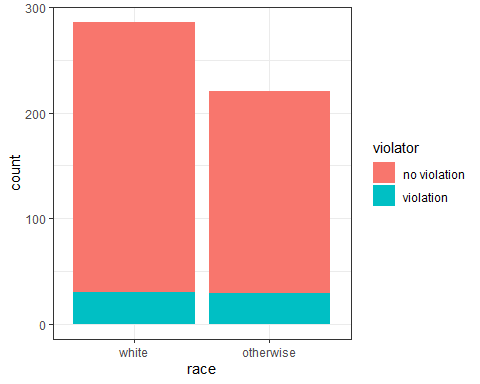 300
200
100
0
count
white
otherwise
race
violator
no violation
violation